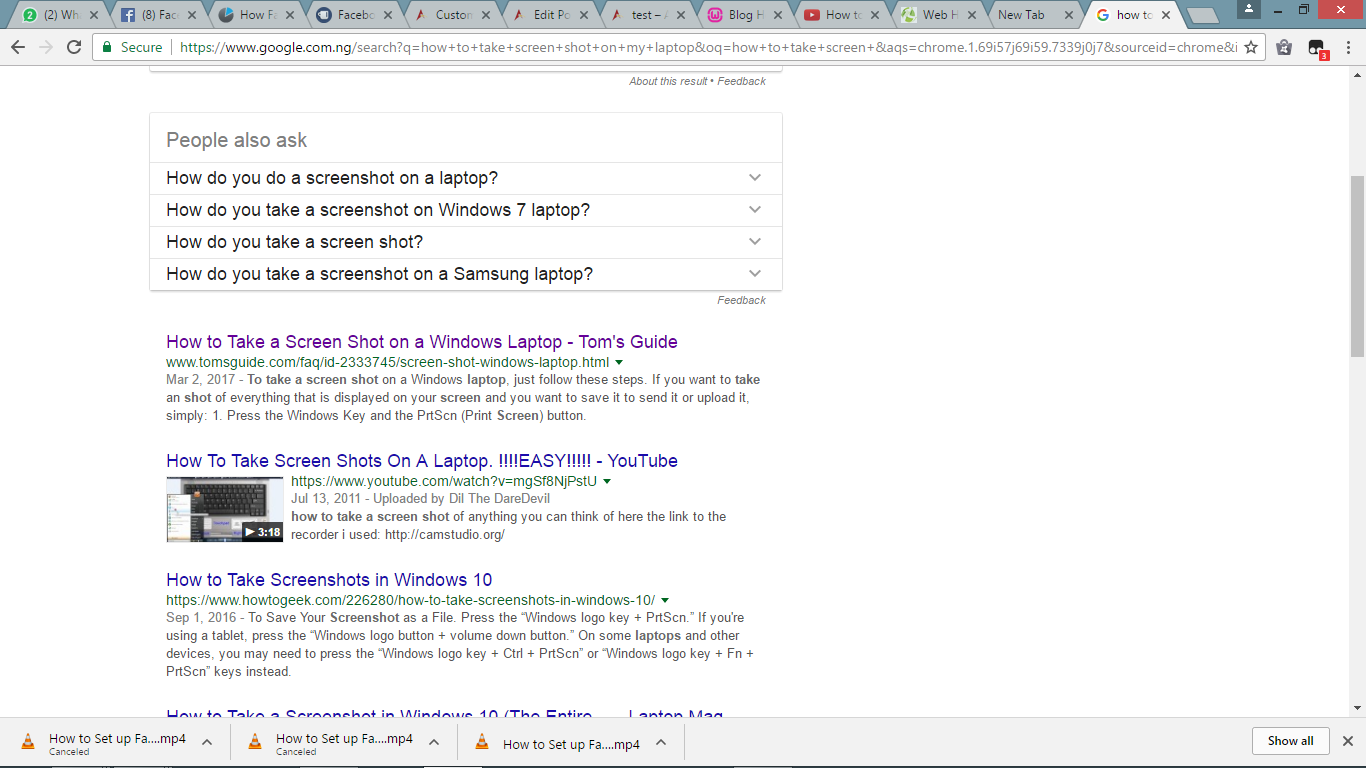 (2) Wha
(8) Fac
How Fa
Facebo
Custom
Edit Po
test – A
Blog H
How to
Web H
New Tab
how to
Secure
https://www.google.com.ng/search?q=how+to+take+screen+shot+on+my+laptop&oq=how+to+take+screen+&aqs=chrome.1.69i57j69i59.7339j0j7&sourceid=chrome&i
3
About this result • Feedback
People also ask
How do you do a screenshot on a laptop?
How do you take a screenshot on Windows 7 laptop?
How do you take a screen shot?
How do you take a screenshot on a Samsung laptop?
Feedback
How to Take a Screen Shot on a Windows Laptop - Tom's Guide
www.tomsguide.com/faq/id-2333745/screen-shot-windows-laptop.html
Mar 2, 2017 - To take a screen shot on a Windows laptop, just follow these steps. If you want to take
an shot of everything that is displayed on your screen and you want to save it to send it or upload it,
simply: 1. Press the Windows Key and the PrtScn (Print Screen) button.
How To Take Screen Shots On A Laptop. !!!!EASY!!!!! - YouTube
https://www.youtube.com/watch?v=mgSf8NjPstU
Jul 13, 2011 - Uploaded by Dil The DareDevil
how to take a screen shot of anything you can think of here the link to the
recorder i used: http://camstudio.org/
3:18
How to Take Screenshots in Windows 10
https://www.howtogeek.com/226280/how-to-take-screenshots-in-windows-10/
Sep 1, 2016 - To Save Your Screenshot as a File. Press the “Windows logo key + PrtScn.” If you're
using a tablet, press the “Windows logo button + volume down button.” On some laptops and other
devices, you may need to press the “Windows logo key + Ctrl + PrtScn” or “Windows logo key + Fn +
PrtScn” keys instead.
How to Take a Screenshot in Windows 10 (The Entire ... - Laptop Mag
How to Set up Fa....mp4
Canceled
How to Set up Fa....mp4
Canceled
How to Set up Fa....mp4
Show all